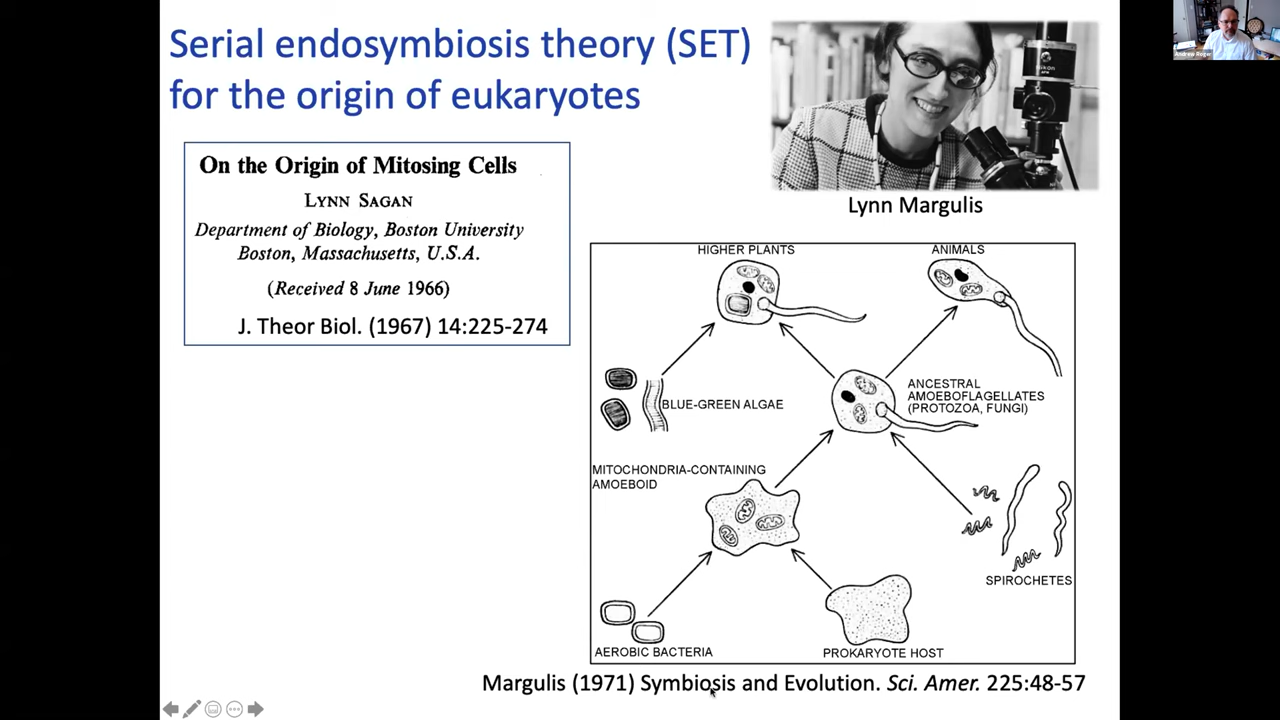 Serial endosymbiosis theory (SET)
for the origin of eukaryotes
On the Origin of Mitosing Cells
LYNN SAGAN
Department of Biology, Boston University
Boston, Massachusetts, U.S.A.
(Received 8 June 1966)
J. Theor Biol. (1967) 14:225-274
Nikon
Lynn Margulis
Andrew Roger
HIGHER PLANTS
ANIMALS
BLUE-GREEN ALGAE
ANCESTRAL
AMOEBOFLAGELLATES
(PROTOZOA, FUNGI)
MITOCHONDRIA-CONTAINING
AMOEBOID
SPIROCHETES
AEROBIC BACTERIA
PROKARYOTE HOST
Margulis (1971) Symbiosis and Evolution. Sci. Amer. 225:48-57